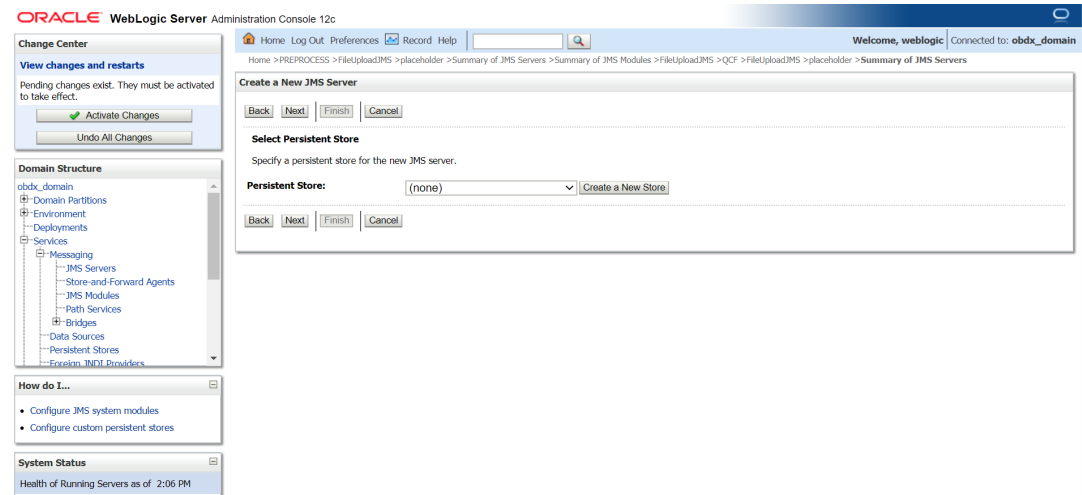 ORACLE WebLogic Server Administration Console 12c
Change Center
View changes and restarts
Pending changes exist. They must be activated
to take effect.
Activate Changes
Undo All Changes
Domain Structure
obdx_domain
Domain Partitions
Environment
Deployments
Services
Messaging
JMS Servers
Store-and-Forward Agents
JMS Modules
Path Services
Bridges
Data Sources
Persistent Stores
Foreign JNDI Providers
How do I...
Configure JMS system modules
Configure custom persistent stores
System Status
Health of Running Servers as of 2:06 PM
Home Log Out Preferences Record Help
Welcome, weblogic Connected to: obdx_domain
Home >PREPROCESS >FileUploadJMS >placeholder >Summary of JMS Servers >Summary of JMS Modules >FileUploadJMS >QCF >FileUploadJMS >placeholder >Summary of JMS Servers
Create a New JMS Server
Back Next Finish Cancel
Select Persistent Store
Specify a persistent store for the new JMS server.
Persistent Store: (none) Create a New Store
Back Next Finish Cancel